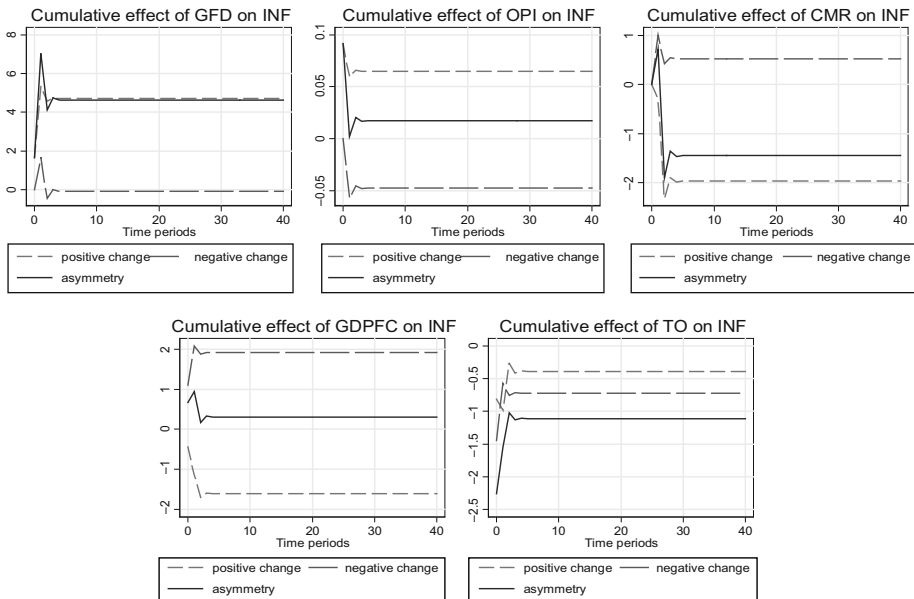 Cumulative effect of GFD on INF
8
6
4
2
0
0 10 20 30 40
Time periods
positive change negative change
asymmetry
Cumulative effect of OPI on INF
0.1
0.05
0
−0.05
0 10 20 30 40
Time periods
positive change negative change
asymmetry
Cumulative effect of CMR on INF
1
0
−1
−2
0 10 20 30 40
Time periods
positive change negative change
asymmetry
Cumulative effect of GDPFC on INF
2
1
0
−1
−2
0 10 20 30 40
Time periods
positive change negative change
asymmetry
Cumulative effect of TO on INF
−0
−0.5
−1
−1.5
−2
−2.5
0 10 20 30 40
Time periods
positive change negative change
asymmetry